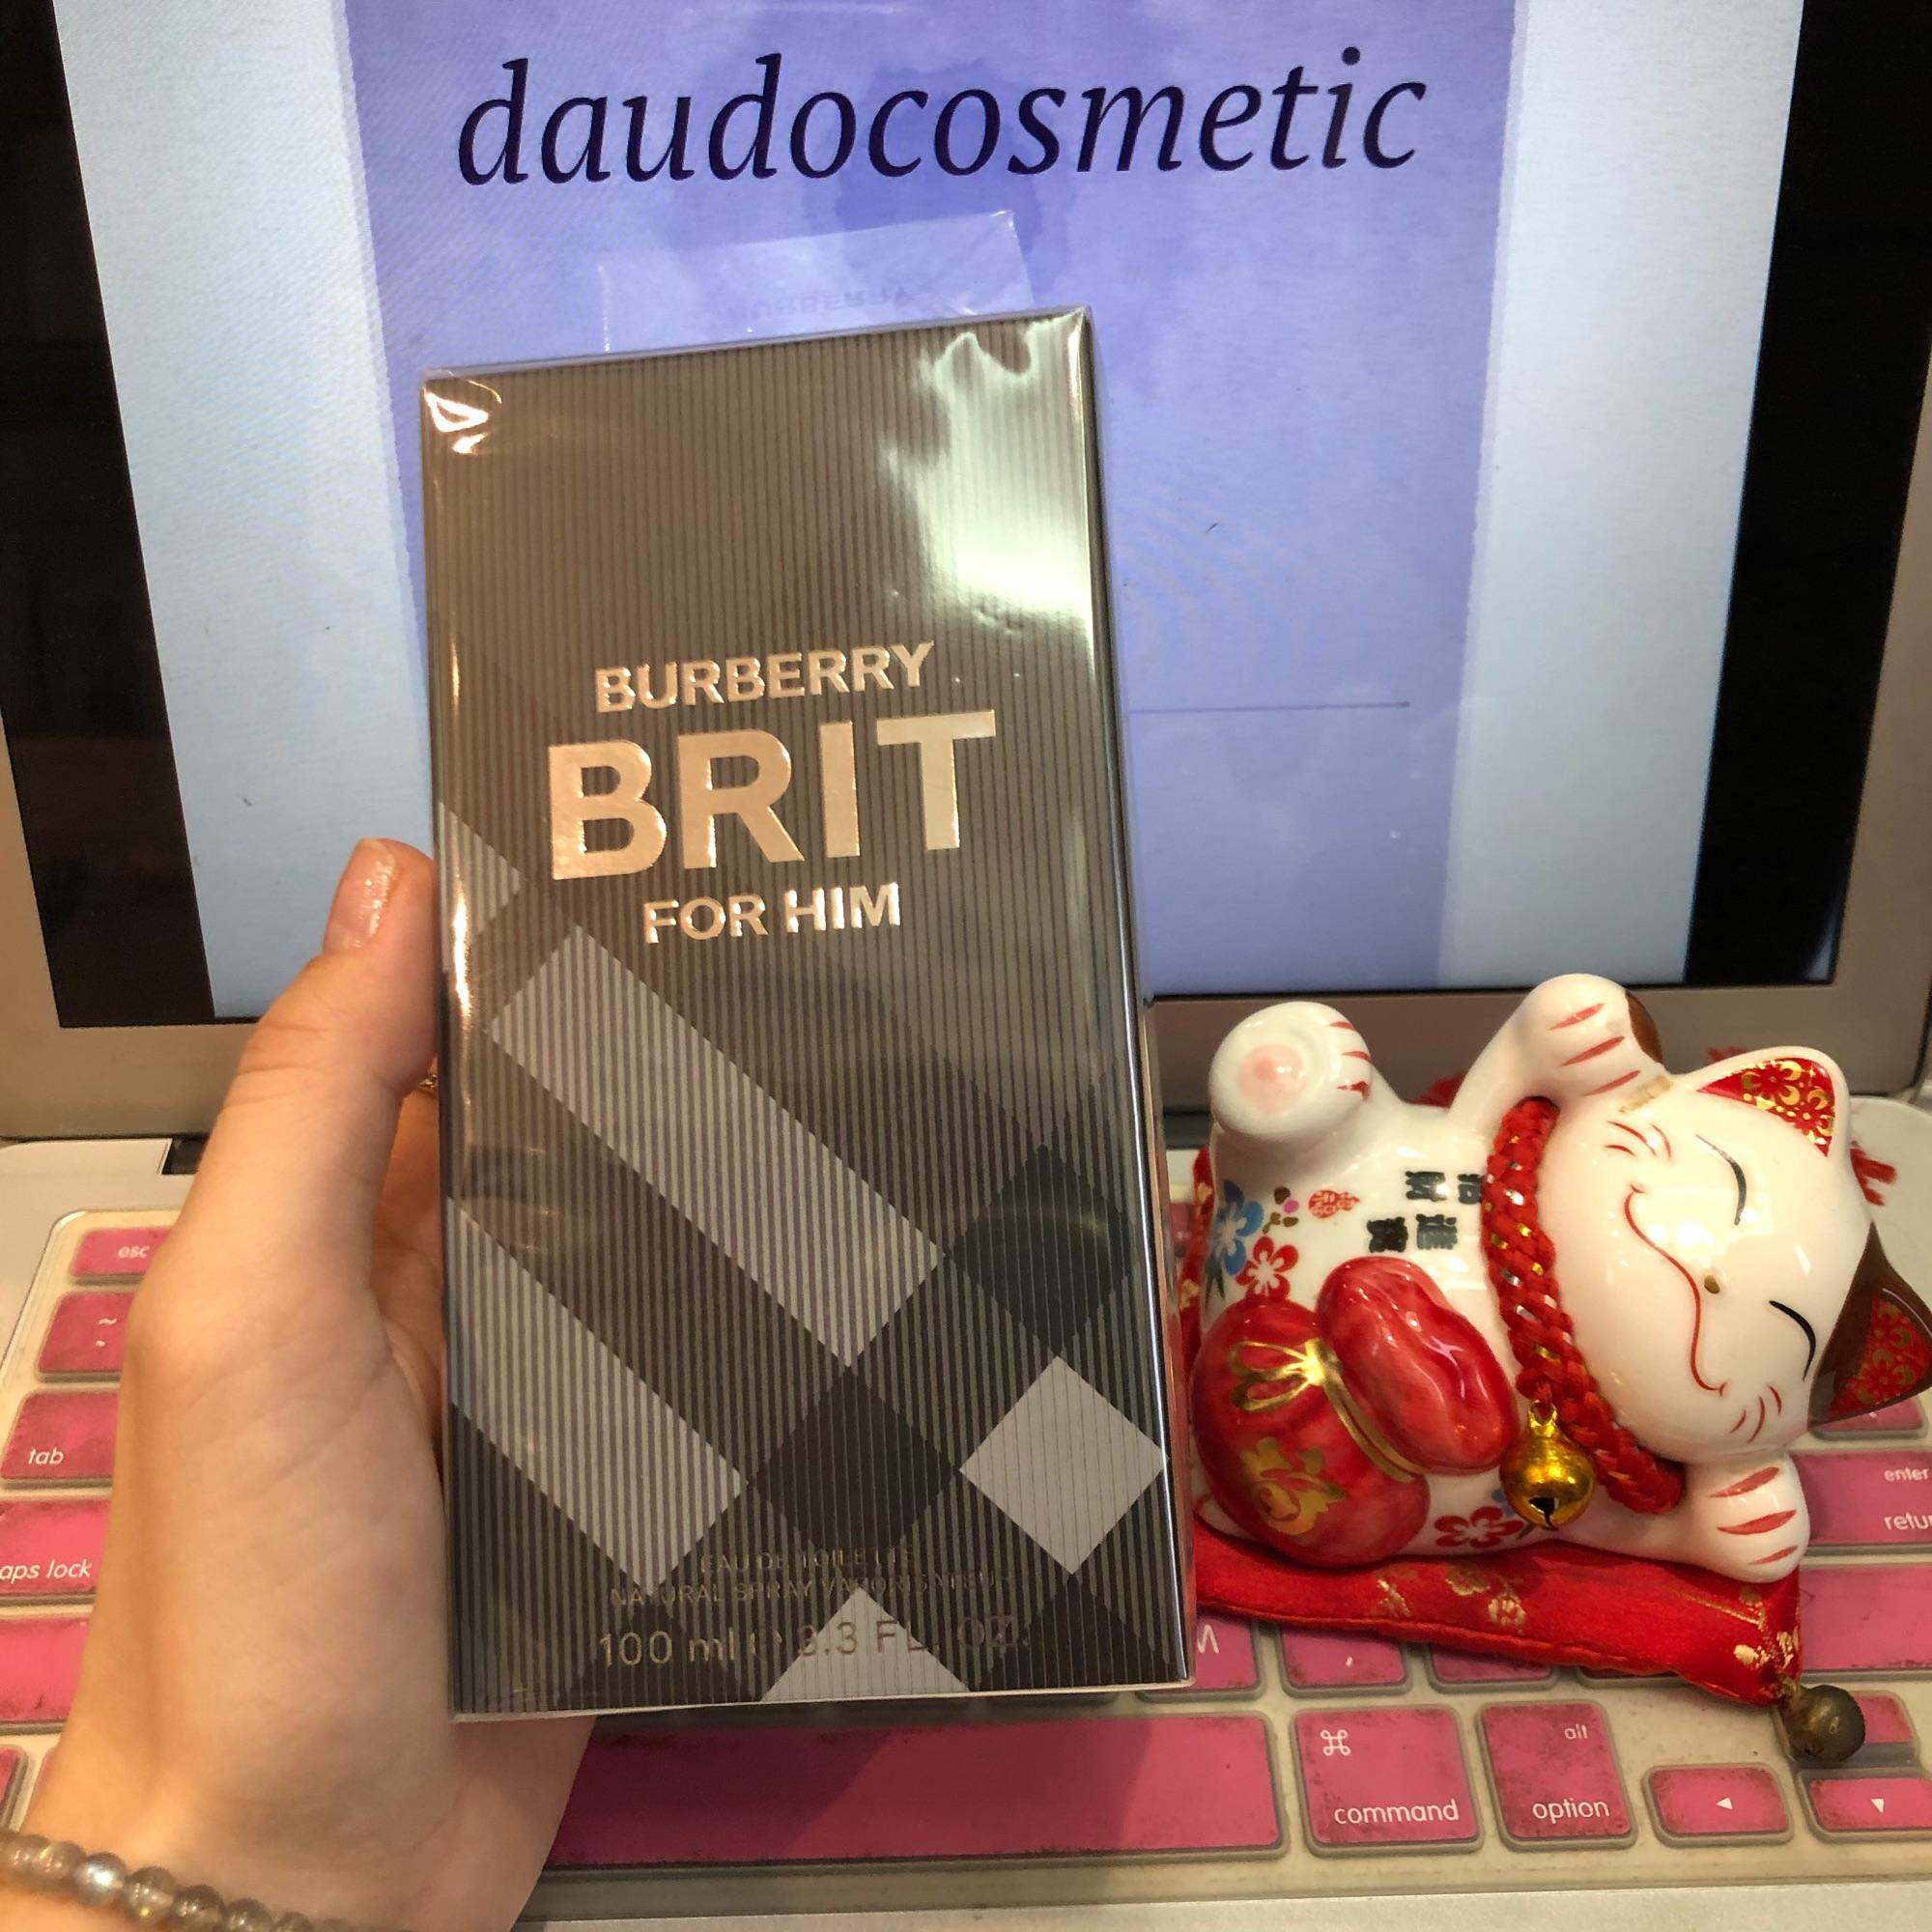 daudocosmetic
BURBERRY
BRIT
FOR HIM
EAU DE TOILETTE
NATURAL SPRAY VAPORISATEUR
100 ml ℮ 3.3 FL. OZ.
esc
~
tab
caps lock
enter
return
M
,
⌘
command
alt
option
◄
▼